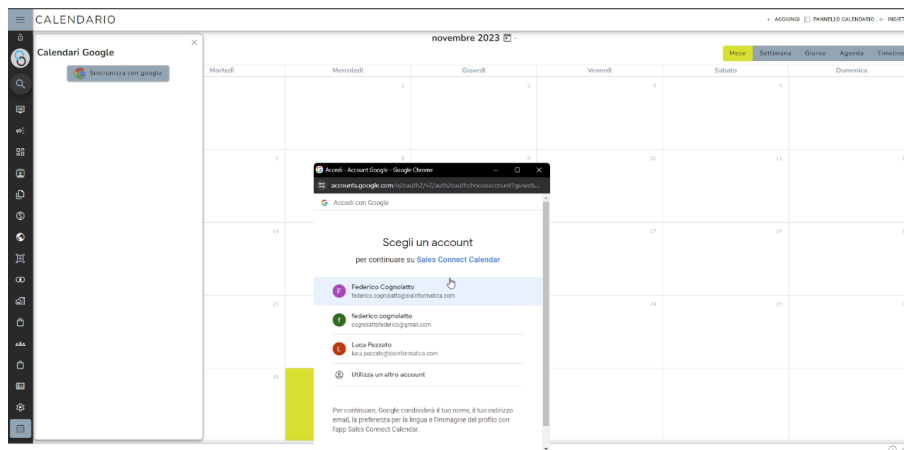 CALENDARIO
+ AGGIUNGI PANNELLO CALENDARIO ← INDIET
novembre 2023
Calendari Google
×
Sincronizza con google
Mese Settimana Giorno Agenda Timeline
Martedì Mercoledì Giovedì Venerdì Sabato Domenica
1 2 3 4
7 8 9 10 11
14 17 18
21 24 25
28
Accedi - Account Google - Google Chrome
accounts.google.com/o/oauth2/v2/auth/oauthchooseaccount?gsiweb...
Accedi con Google
Scegli un account
per continuare su Sales Connect Calendar
F
Federico Cognolatto
federico.cognolatto@siainformatica.com
f
federico cognolatto
cognolattofederico@gmail.com
L
Luca Pezzato
luca.pezzato@siainformatica.com
Utilizza un altro account
Per continuare, Google condividerà il tuo nome, il tuo indirizzo
email, la preferenza per la lingua e l'immagine del profilo con
l'app Sales Connect Calendar.